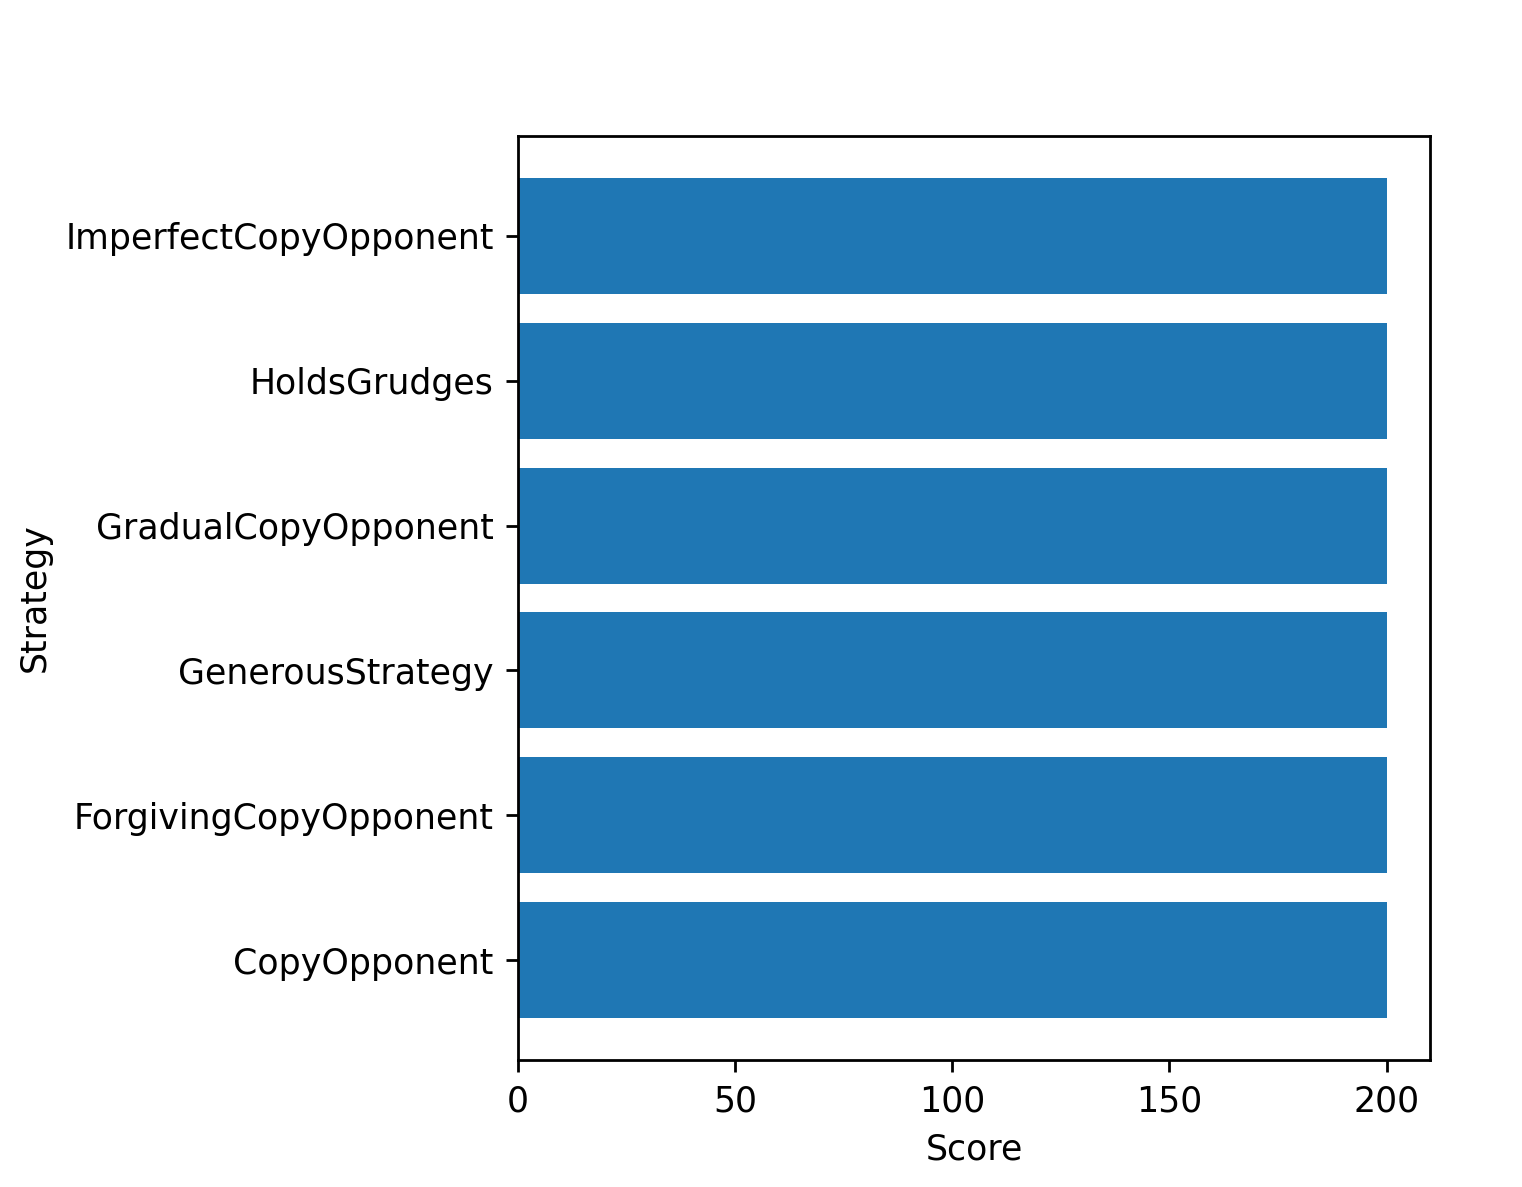 ImperfectCopyOpponent
HoldsGrudges
GradualCopyOpponent
GenerousStrategy
ForgivingCopyOpponent
CopyOpponent
Strategy
0 50 100 150 200
Score